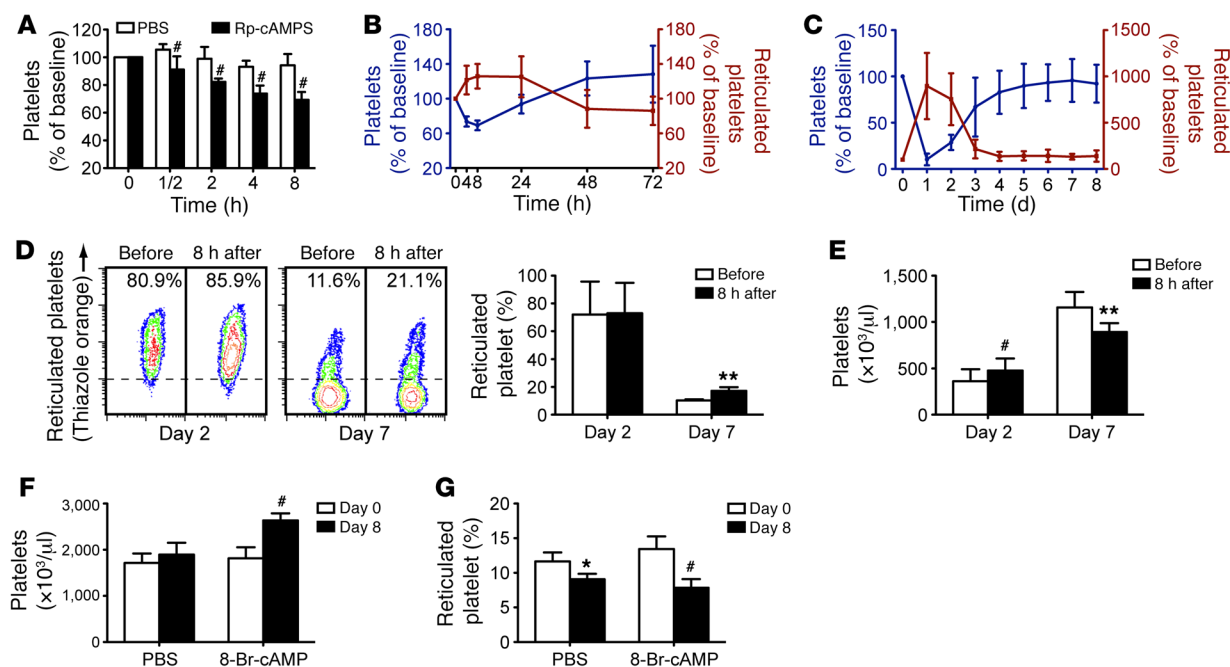 A
PBS
Rp-cAMPS
Platelets
(% of baseline)
120
100
80
60
40
20
#
#
#
#
0
1/2
2
4
8
Time (h)
B
Platelets
(% of baseline)
180
140
100
60
20
0
4
8
24
48
72
Time (h)
180
140
100
60
20
Reticulated
platelets
(% of baseline)
C
Platelets
(% of baseline)
150
100
50
0
0
1
2
3
4
5
6
7
8
Time (d)
1500
1000
500
0
Reticulated
platelets
(% of baseline)
D
Reticulated platelets
(Thiazole orange)
Before
8 h after
80.9%
85.9%
Day 2
Before
8 h after
11.6%
21.1%
Day 7
Reticulated
platelet (%)
100
80
60
40
20
0
Before
8 h after
**
Day 2
Day 7
E
Platelets
(×10³/μl)
1,500
1,000
500
0
Before
8 h after
#
**
Day 2
Day 7
F
Platelets
(×10³/μl)
3,000
2,000
1,000
0
#
Day 0
Day 8
PBS
8-Br-cAMP
G
Reticulated
platelet (%)
20
15
10
5
0
*
#
Day 0
Day 8
PBS
8-Br-cAMP